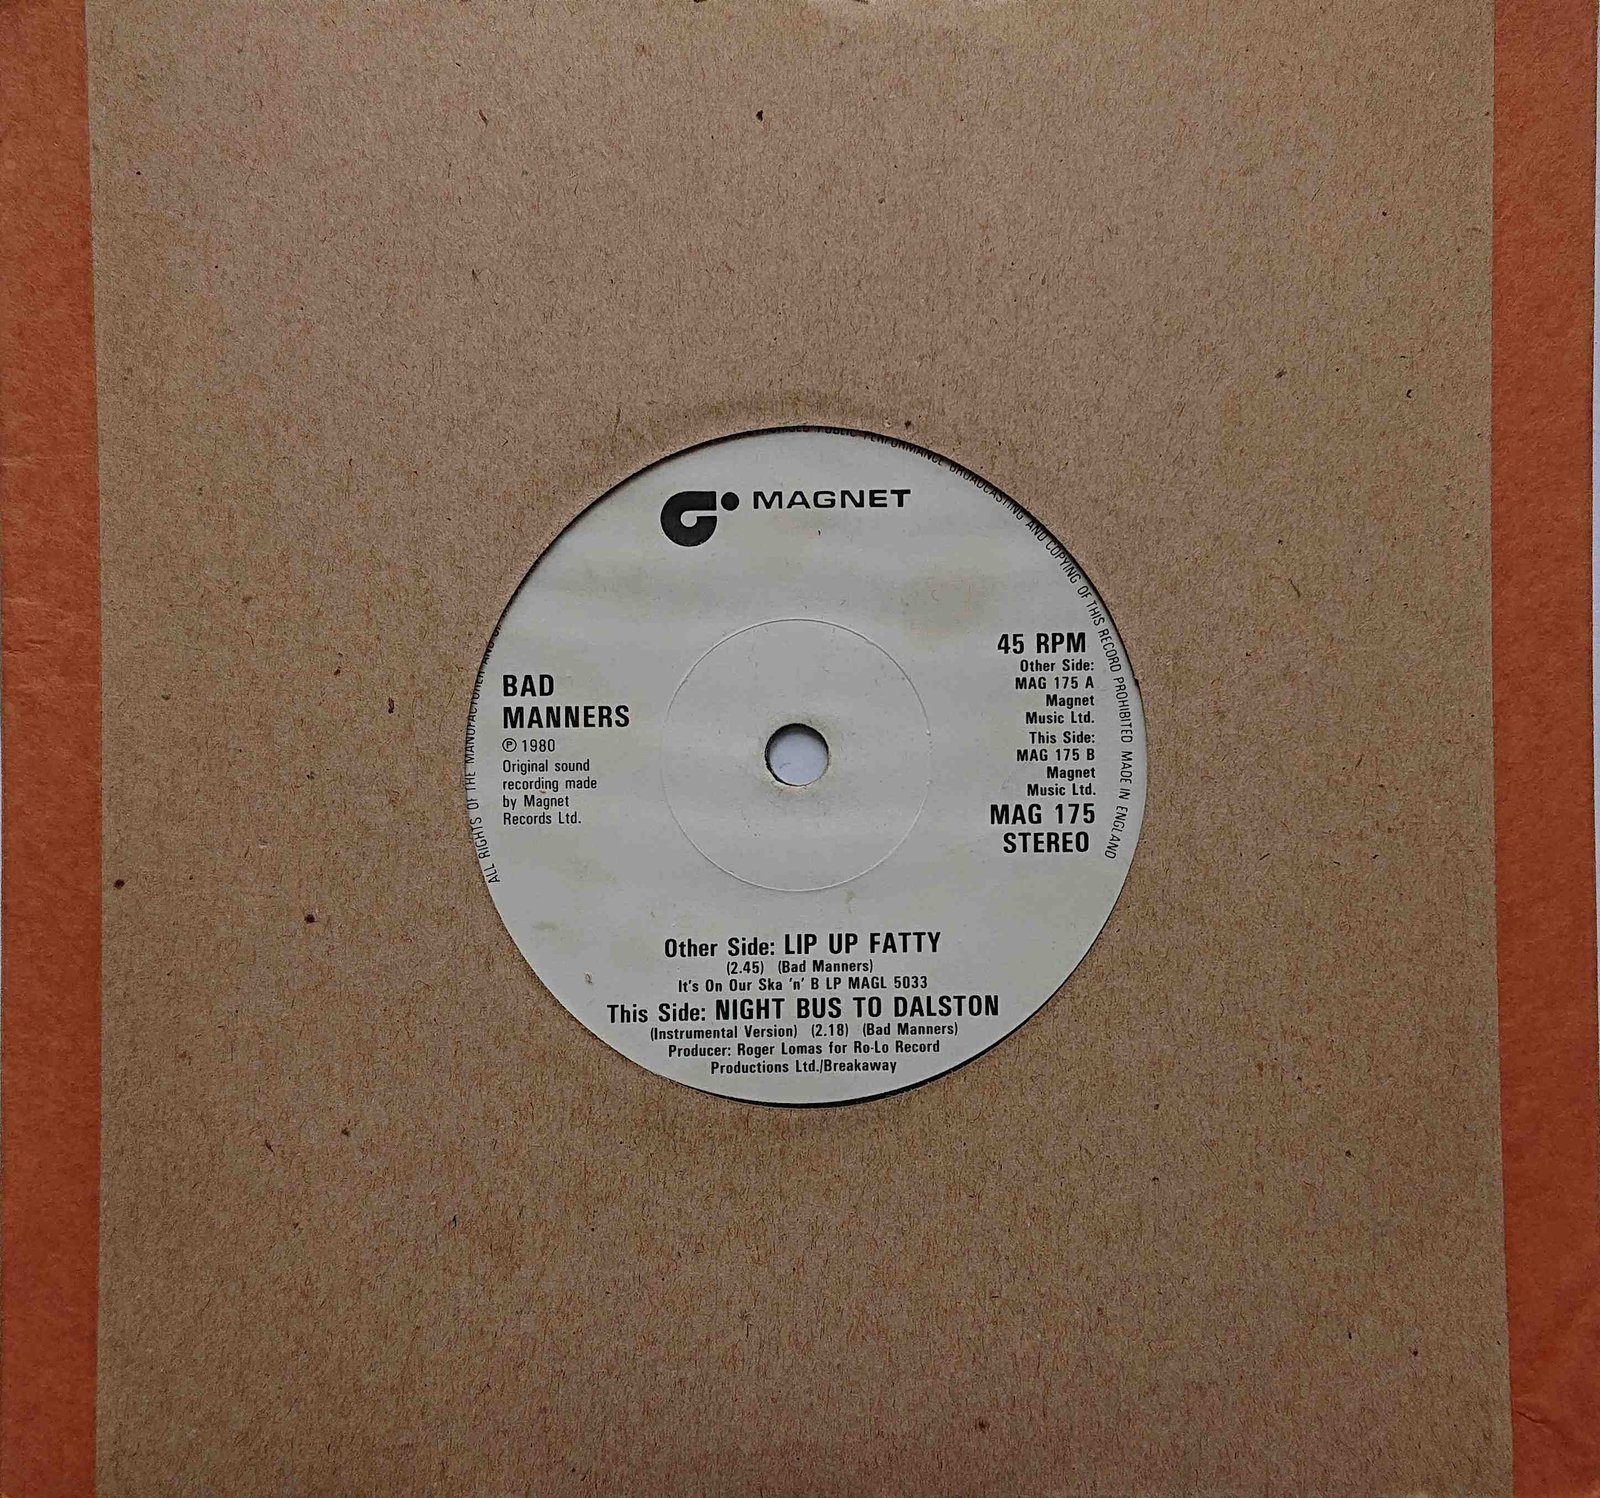 MAGNET
BAD
MANNERS
℗ 1980
Original sound
recording made
by Magnet
Records Ltd.
45 RPM
Other Side:
MAG 175 A
Magnet
Music Ltd.
This Side:
MAG 175 B
Magnet
Music Ltd.
MAG 175
STEREO
Other Side: LIP UP FATTY
(2.45) (Bad Manners)
It's On Our Ska 'n' B LP MAGL 5033
This Side: NIGHT BUS TO DALSTON
(Instrumental Version) (2.18) (Bad Manners)
Producer: Roger Lomas for Ro-Lo Record
Productions Ltd./Breakaway
ALL RIGHTS OF THE MANUFACTURER AND OF
PUBLIC PERFORMANCE BROADCASTING AND COPYING OF THIS RECORD PROHIBITED MADE IN ENGLAND